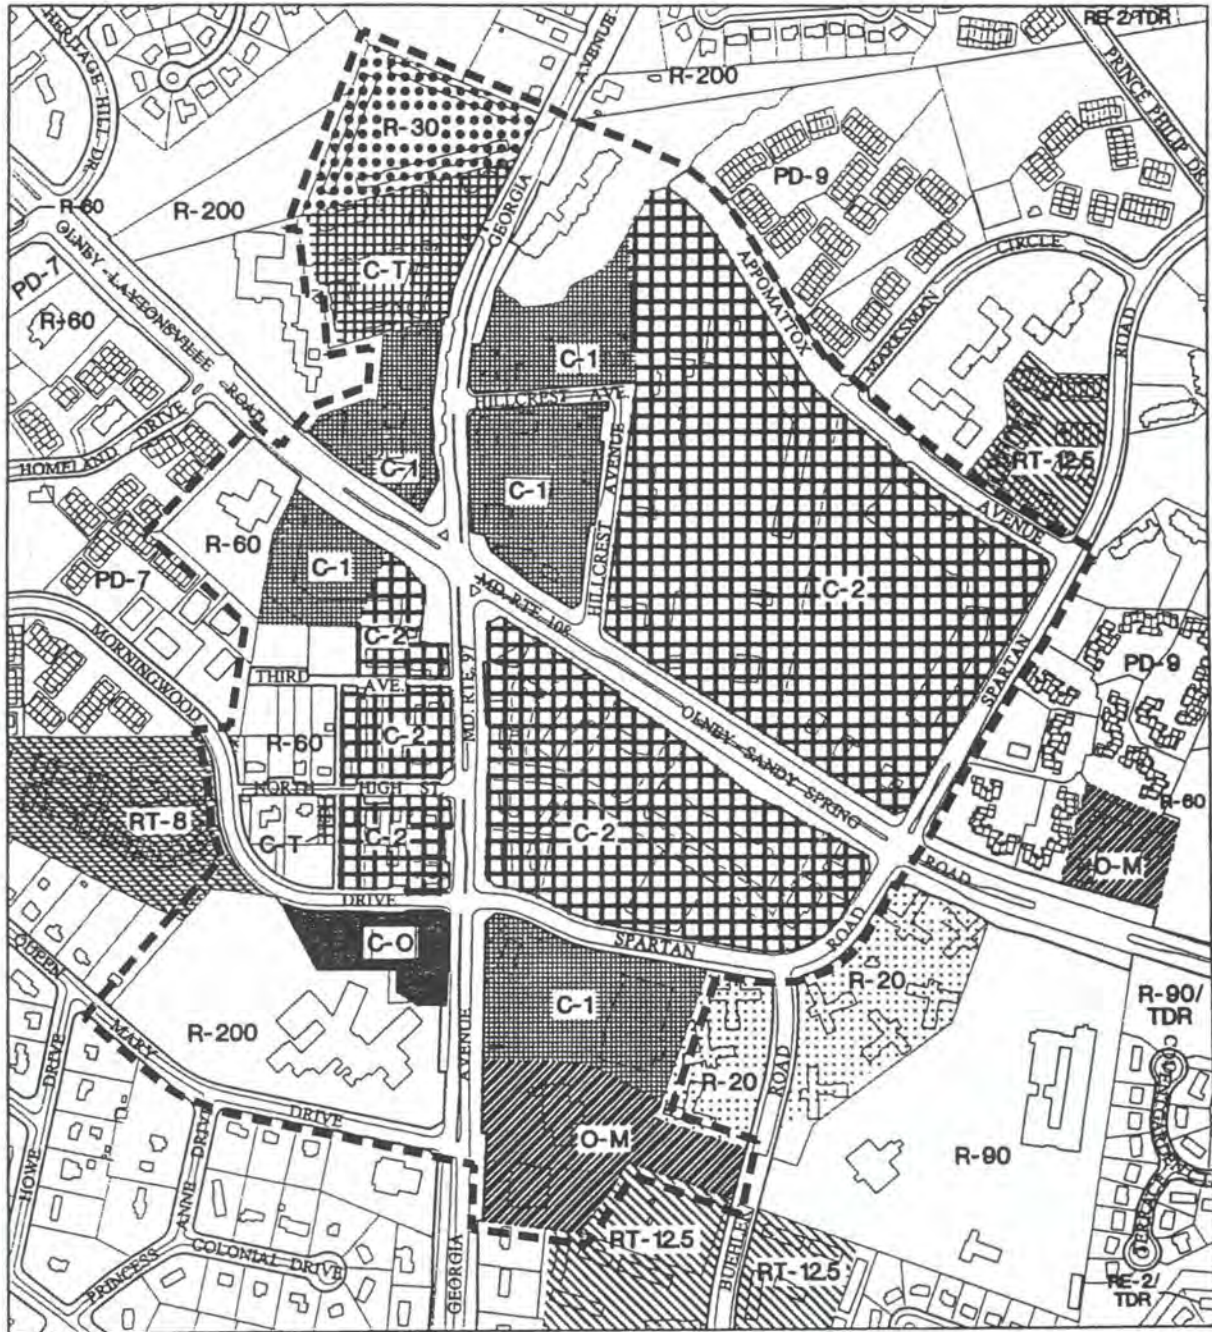 HERITAGE HILL DR.
AVENUE
RE-2/TDR
PRINCE PHILIP DR.
R-200
R-30
PD-9
R-60
R-200
GEORGIA
CIRCLE
OLNEY-LAYTONSVILLE
ROAD
PD-7
R-60
C-T
APPOMATTOX
MARKSMAN
ROAD
C-1
HILLCREST AVE.
HOMELAND DRIVE
C-1
C-1
HILLCREST AVENUE
RT-12.5
AVENUE
R-60
C-1
PD-7
C-2
MD RTE 108
C-2
MORNINGWOOD
C-2
THIRD AVE.
MD. RTE. 97
SPARTAN
PD-9
R-60
C-2
OLNEY-SANDY SPRING
NORTH HIGH ST.
RT-8
C-T
C-2
C-2
R-60
O-M
ROAD
DRIVE
C-O
SPARTAN
ROAD
R-20
QUEEN
MARY
DRIVE
R-200
AVENUE
C-1
R-20
ROAD
R-90/
TDR
O-M
R-90
HOWE DRIVE
ANNE DRIVE
PRINCESS
COLONIAL DRIVE
GEORGIA
RT-12.5
BUEHLER
RT-12.5
TERRACE
RE-2/
TDR